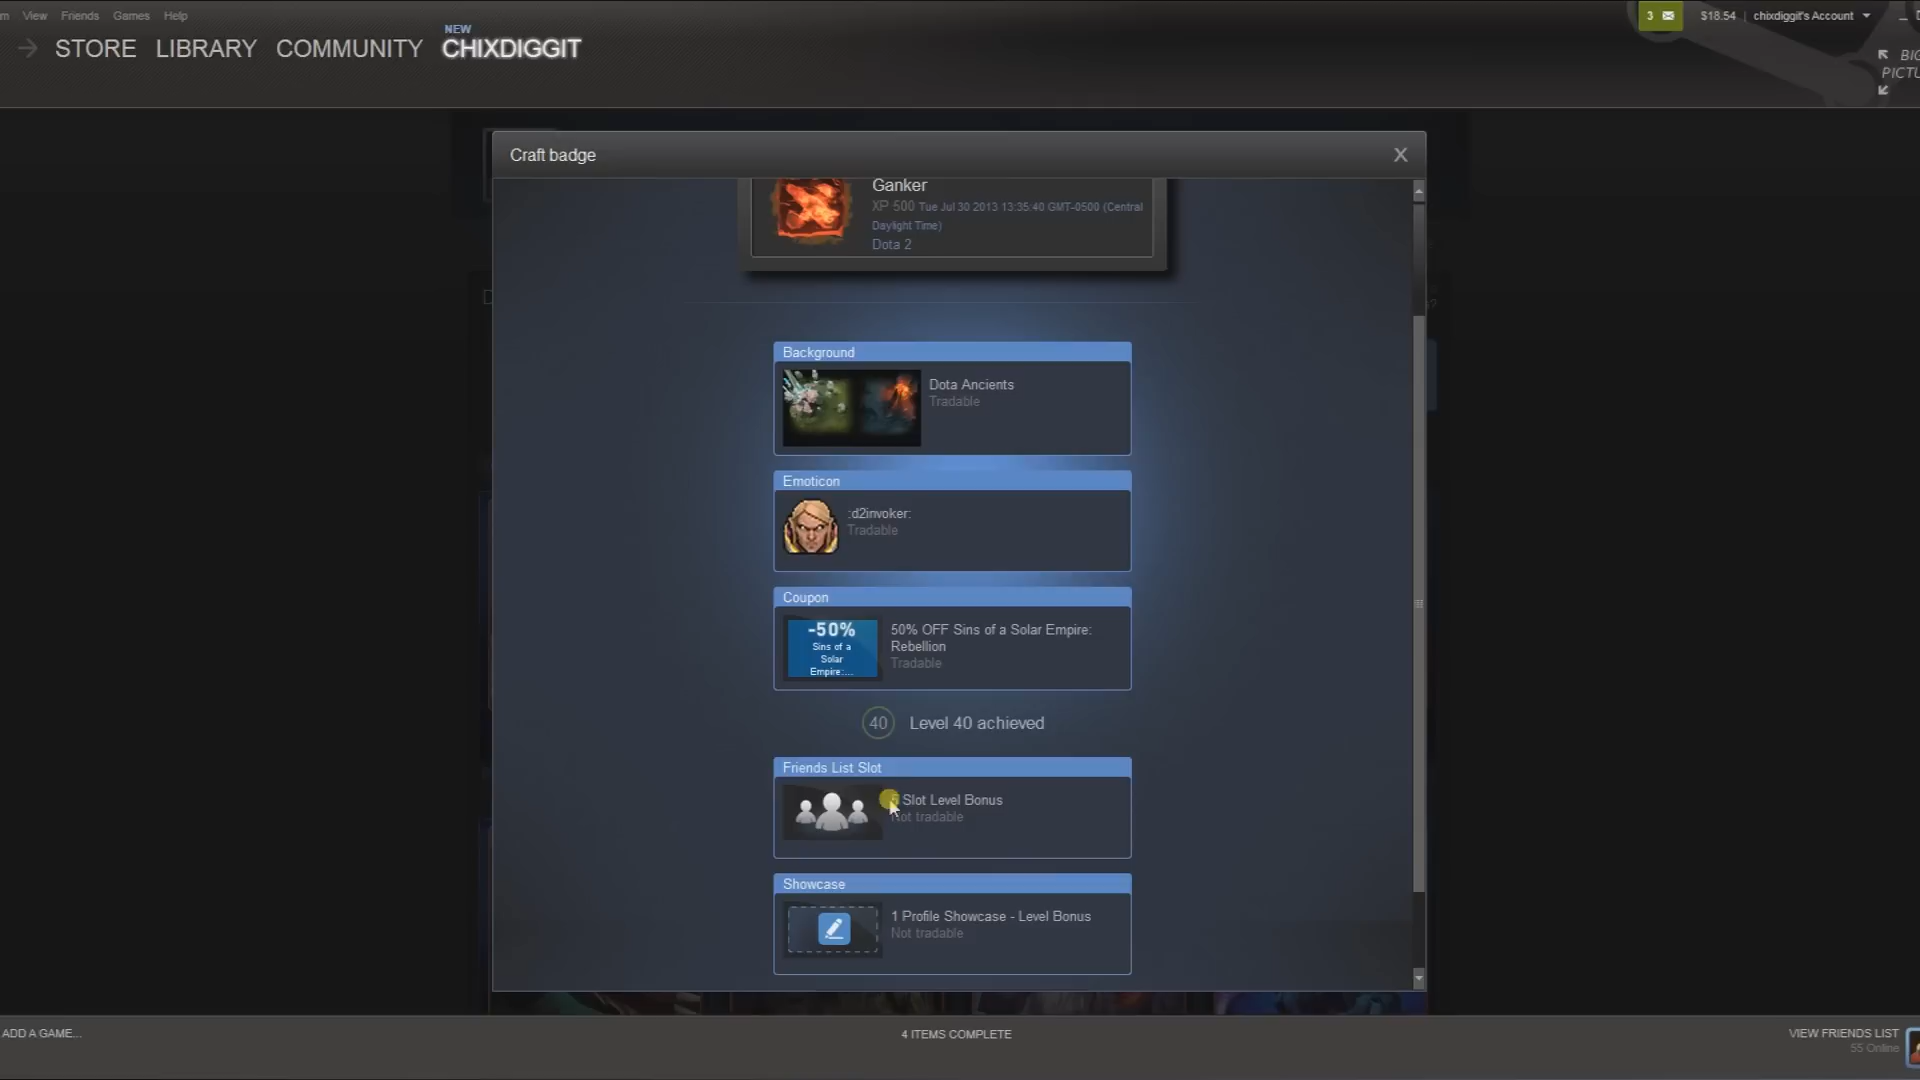 View Friends Games Help
3 $18.54 chixdiggit's Account
NEW
STORE LIBRARY COMMUNITY CHIXDIGGIT
Craft badge X
Ganker
XP 500 Tue Jul 30 2013 13:35:40 GMT-0500 (Central
Daylight Time)
Dota 2
Background
Dota Ancients
Tradable
Emoticon
:d2invoker:
Tradable
Coupon
-50%
Sins of a
Solar
Empire:...
50% OFF Sins of a Solar Empire:
Rebellion
Tradable
40 Level 40 achieved
Friends List Slot
Slot Level Bonus
Not tradable
Showcase
1 Profile Showcase - Level Bonus
Not tradable
ADD A GAME...
4 ITEMS COMPLETE
VIEW FRIENDS LIST
55 Online